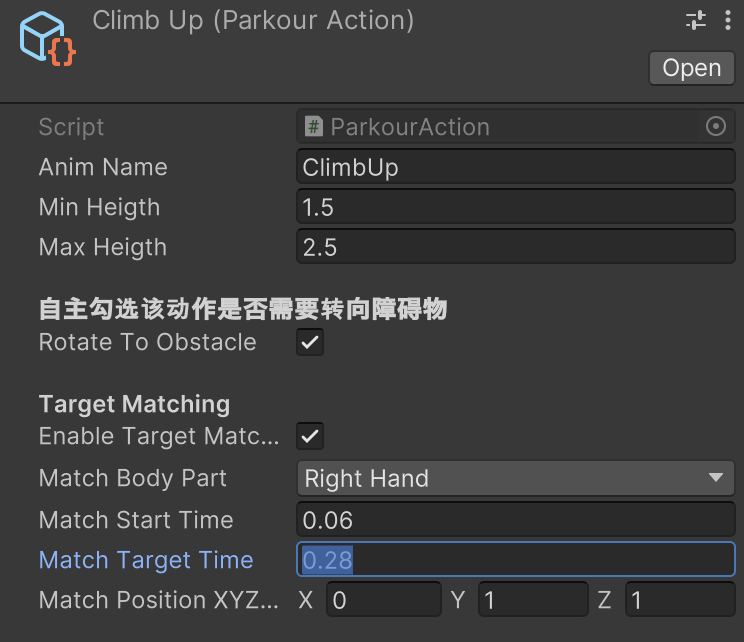 Climb Up (Parkour Action)
Open
Script # ParkourAction
Anim Name ClimbUp
Min Heigth 1.5
Max Heigth 2.5
自主勾选该动作是否需要转向障碍物
Rotate To Obstacle
Target Matching
Enable Target Matc...
Match Body Part Right Hand
Match Start Time 0.06
Match Target Time 0.28
Match Position XYZ... X 0 Y 1 Z 1